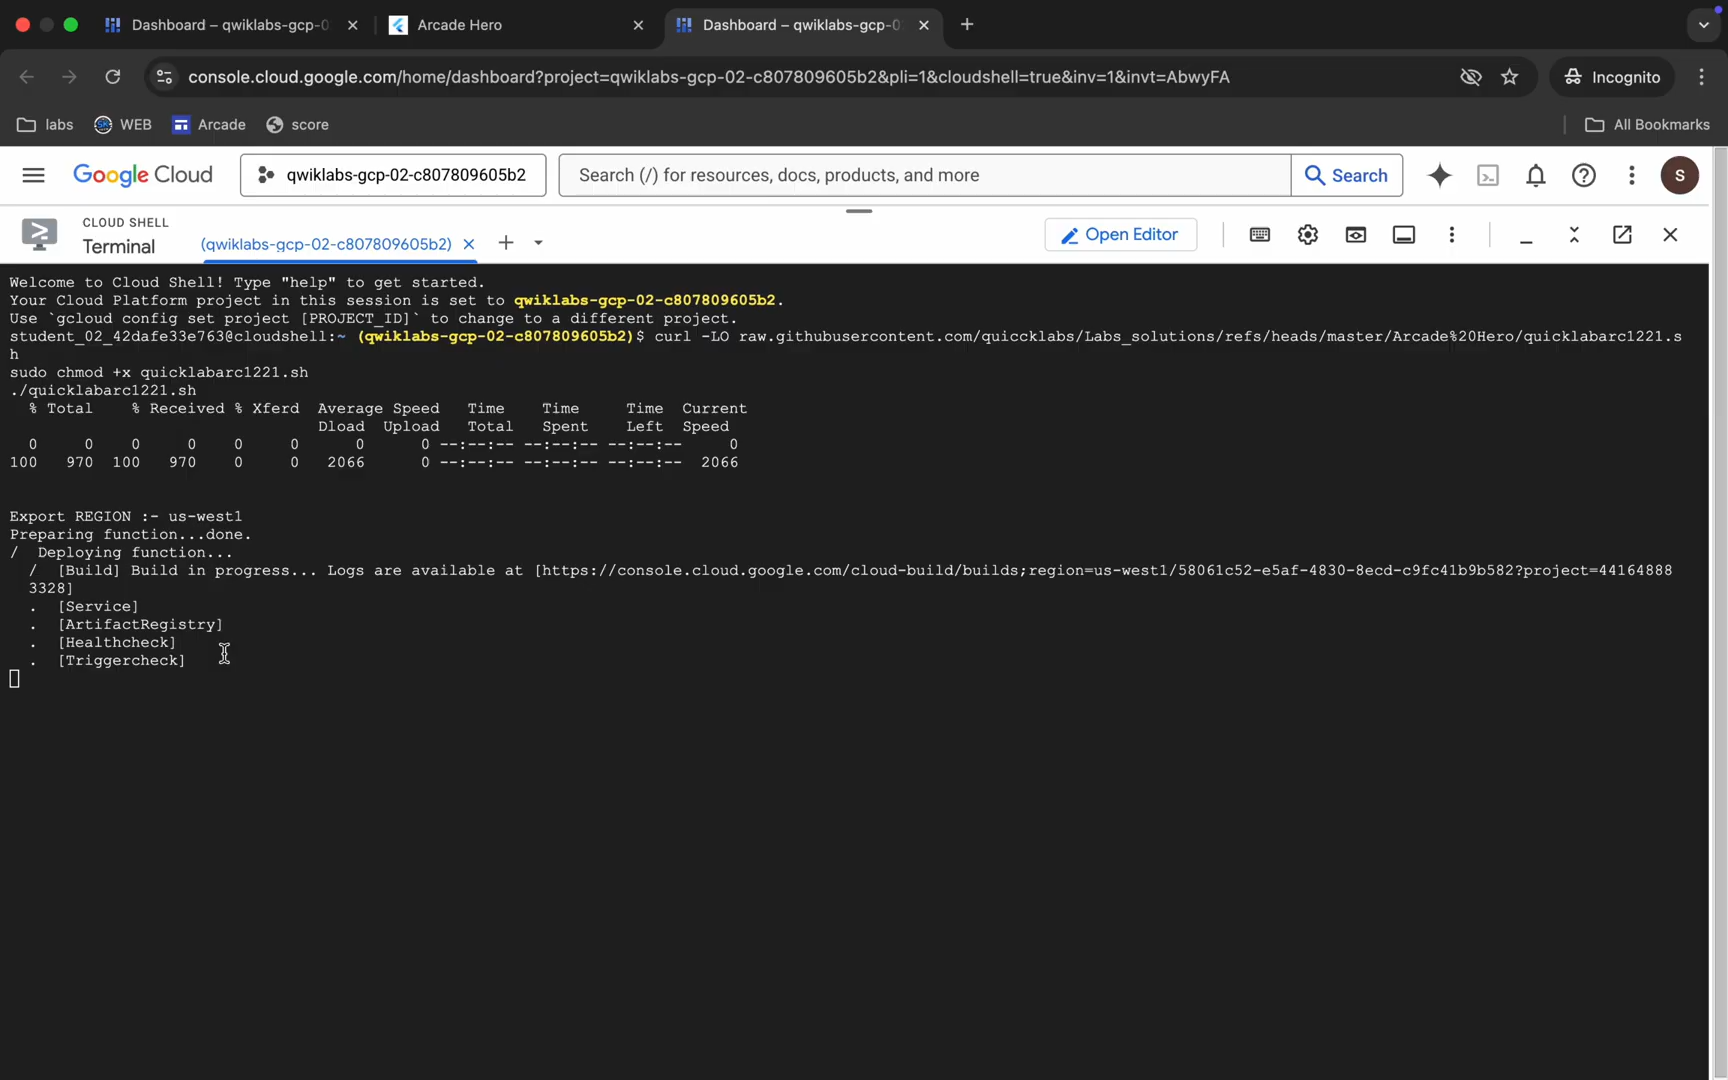 Dashboard – qwiklabs-gcp-0
Arcade Hero
Dashboard – qwiklabs-gcp-0
console.cloud.google.com/home/dashboard?project=qwiklabs-gcp-02-c807809605b2&pli=1&cloudshell=true&inv=1&invt=AbwyFA
Incognito
labs
WEB
Arcade
score
All Bookmarks
Google Cloud
qwiklabs-gcp-02-c807809605b2
Search (/) for resources, docs, products, and more
Search
S
CLOUD SHELL
Terminal
(qwiklabs-gcp-02-c807809605b2)
Open Editor
Welcome to Cloud Shell! Type "help" to get started.
Your Cloud Platform project in this session is set to qwiklabs-gcp-02-c807809605b2.
Use `gcloud config set project [PROJECT_ID]` to change to a different project.
student_02_42dafe33e763@cloudshell:~ (qwiklabs-gcp-02-c807809605b2)$ curl -LO raw.githubusercontent.com/quiccklabs/Labs_solutions/refs/heads/master/Arcade%20Hero/quicklabarc1221.s
h
sudo chmod +x quicklabarc1221.sh
./quicklabarc1221.sh
% Total % Received % Xferd Average Speed Time Time Time Current
Dload Upload Total Spent Left Speed
0 0 0 0 0 0 0 0 --:--:-- --:--:-- --:--:-- 0
100 970 100 970 0 0 2066 0 --:--:-- --:--:-- --:--:-- 2066
Export REGION :- us-west1
Preparing function...done.
/ Deploying function...
/ [Build] Build in progress... Logs are available at [https://console.cloud.google.com/cloud-build/builds;region=us-west1/58061c52-e5af-4830-8ecd-c9fc41b9b582?project=44164888
3328]
. [Service]
. [ArtifactRegistry]
. [Healthcheck]
. [Triggercheck]